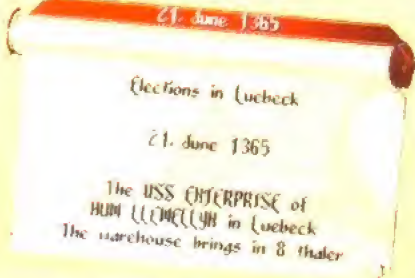 21. June 1365
Elections in Luebeck
21. June 1365
The USS ENTERPRISE of
HUM LLEWELLYN in Luebeck
The warehouse brings in 8 thaler